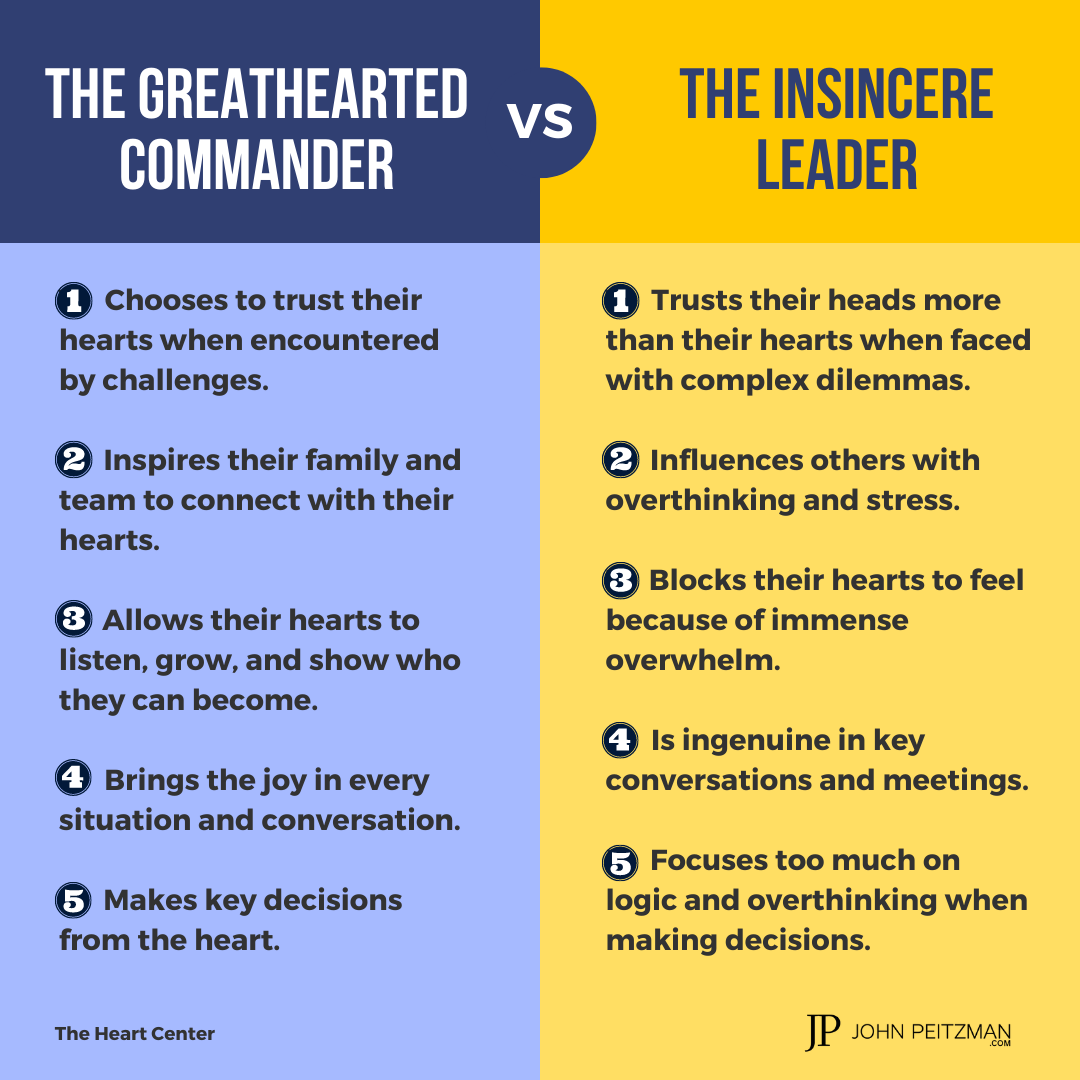 THE GREATHEARTED
COMMANDER
VS
THE INSINCERE
LEADER
1 Chooses to trust their
hearts when encountered
by challenges.
2 Inspires their family and
team to connect with their
hearts.
3 Allows their hearts to
listen, grow, and show who
they can become.
4 Brings the joy in every
situation and conversation.
5 Makes key decisions
from the heart.
1 Trusts their heads more
than their hearts when faced
with complex dilemmas.
2 Influences others with
overthinking and stress.
3 Blocks their hearts to feel
because of immense
overwhelm.
4 Is ingenuine in key
conversations and meetings.
5 Focuses too much on
logic and overthinking when
making decisions.
The Heart Center
JP JOHN PEITZMAN
.COM